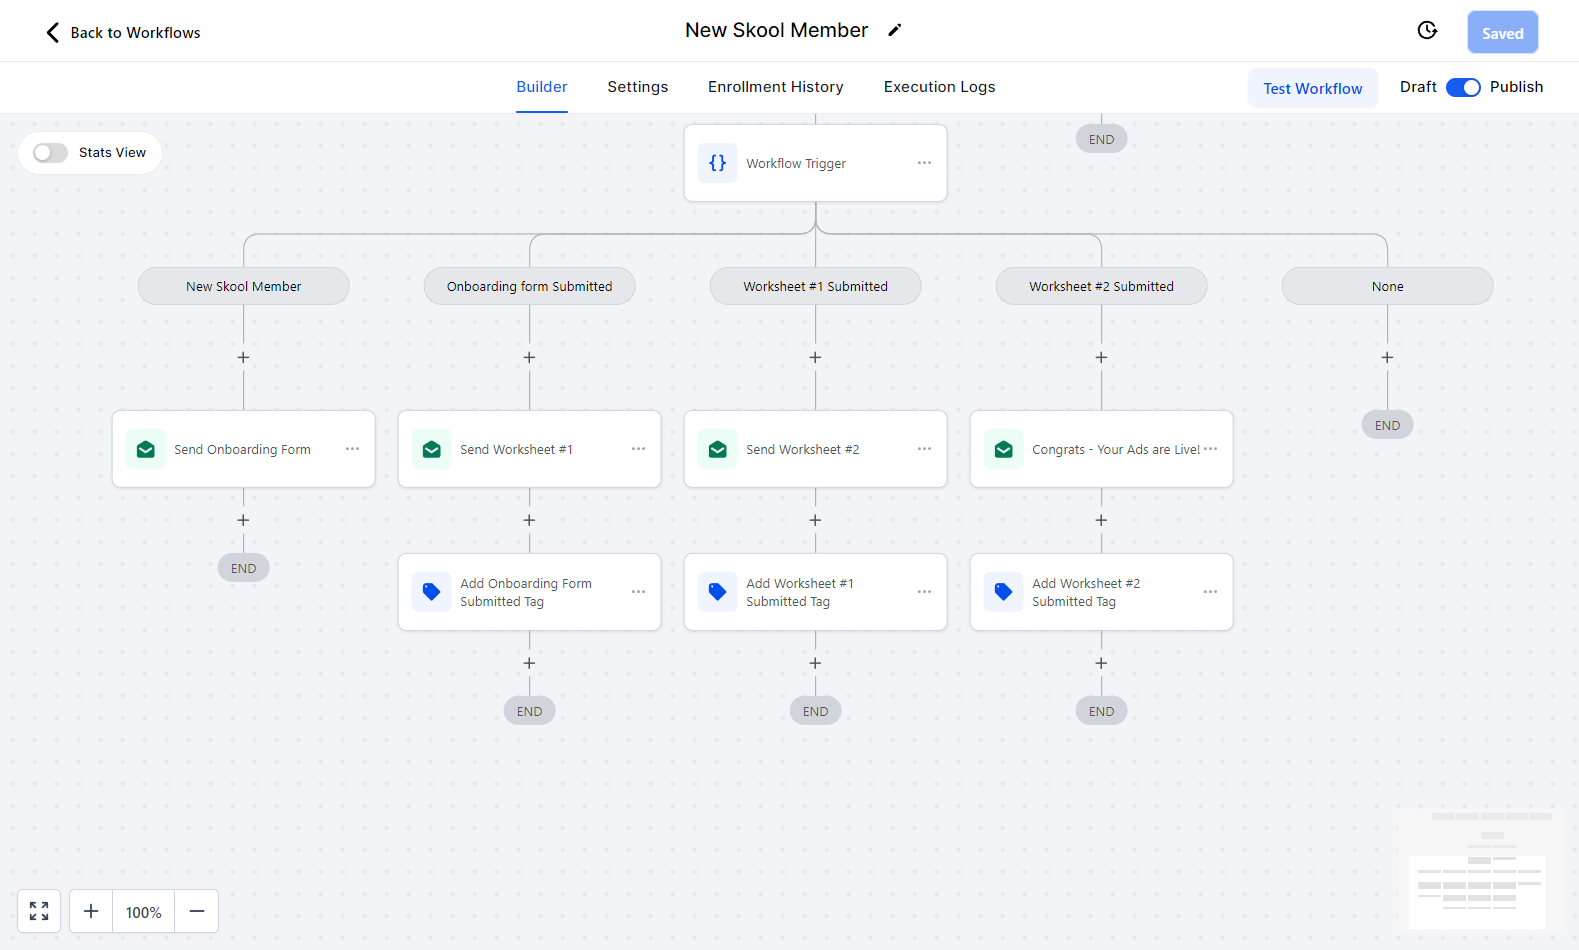 Back to Workflows
New Skool Member
Saved
Builder
Settings
Enrollment History
Execution Logs
Test Workflow
Draft
Publish
Stats View
Workflow Trigger
END
New Skool Member
Onboarding form Submitted
Worksheet #1 Submitted
Worksheet #2 Submitted
None
Send Onboarding Form
Send Worksheet #1
Send Worksheet #2
Congrats - Your Ads are Live!
END
END
Add Onboarding Form
Submitted Tag
Add Worksheet #1
Submitted Tag
Add Worksheet #2
Submitted Tag
END
END
END
100%